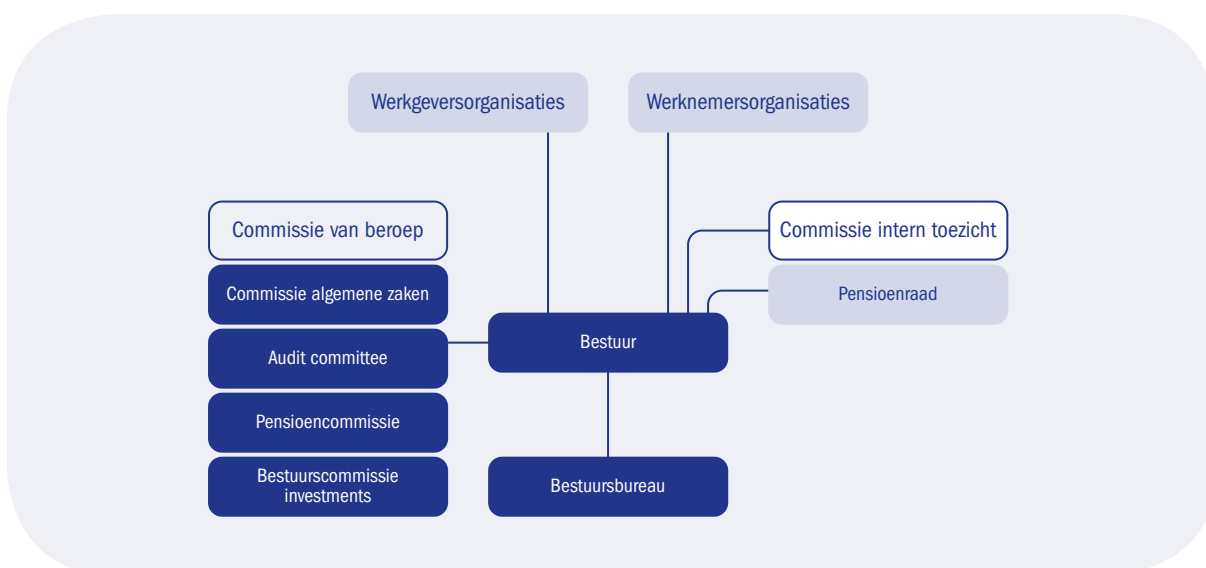 Werkgeversorganisaties
Werknemersorganisaties
Commissie van beroep
Commissie algemene zaken
Audit committee
Pensioencommissie
Bestuurscommissie
investments
Commissie intern toezicht
Pensioenraad
Bestuur
Bestuursbureau